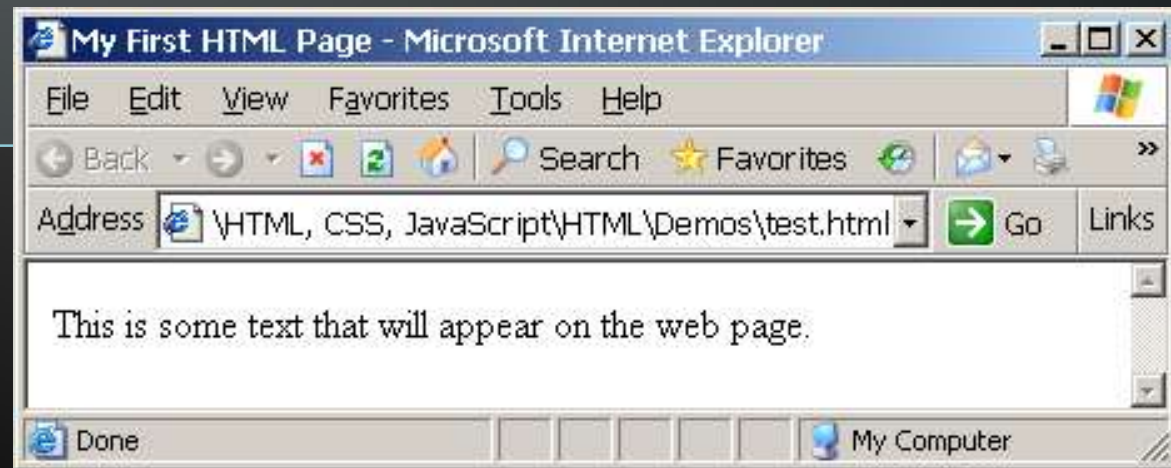 My First HTML Page - Microsoft Internet Explorer
File Edit View Favorites Tools Help
Back Search Favorites »
Address \HTML, CSS, JavaScript\HTML\Demos\test.html Go Links
This is some text that will appear on the web page.
Done My Computer